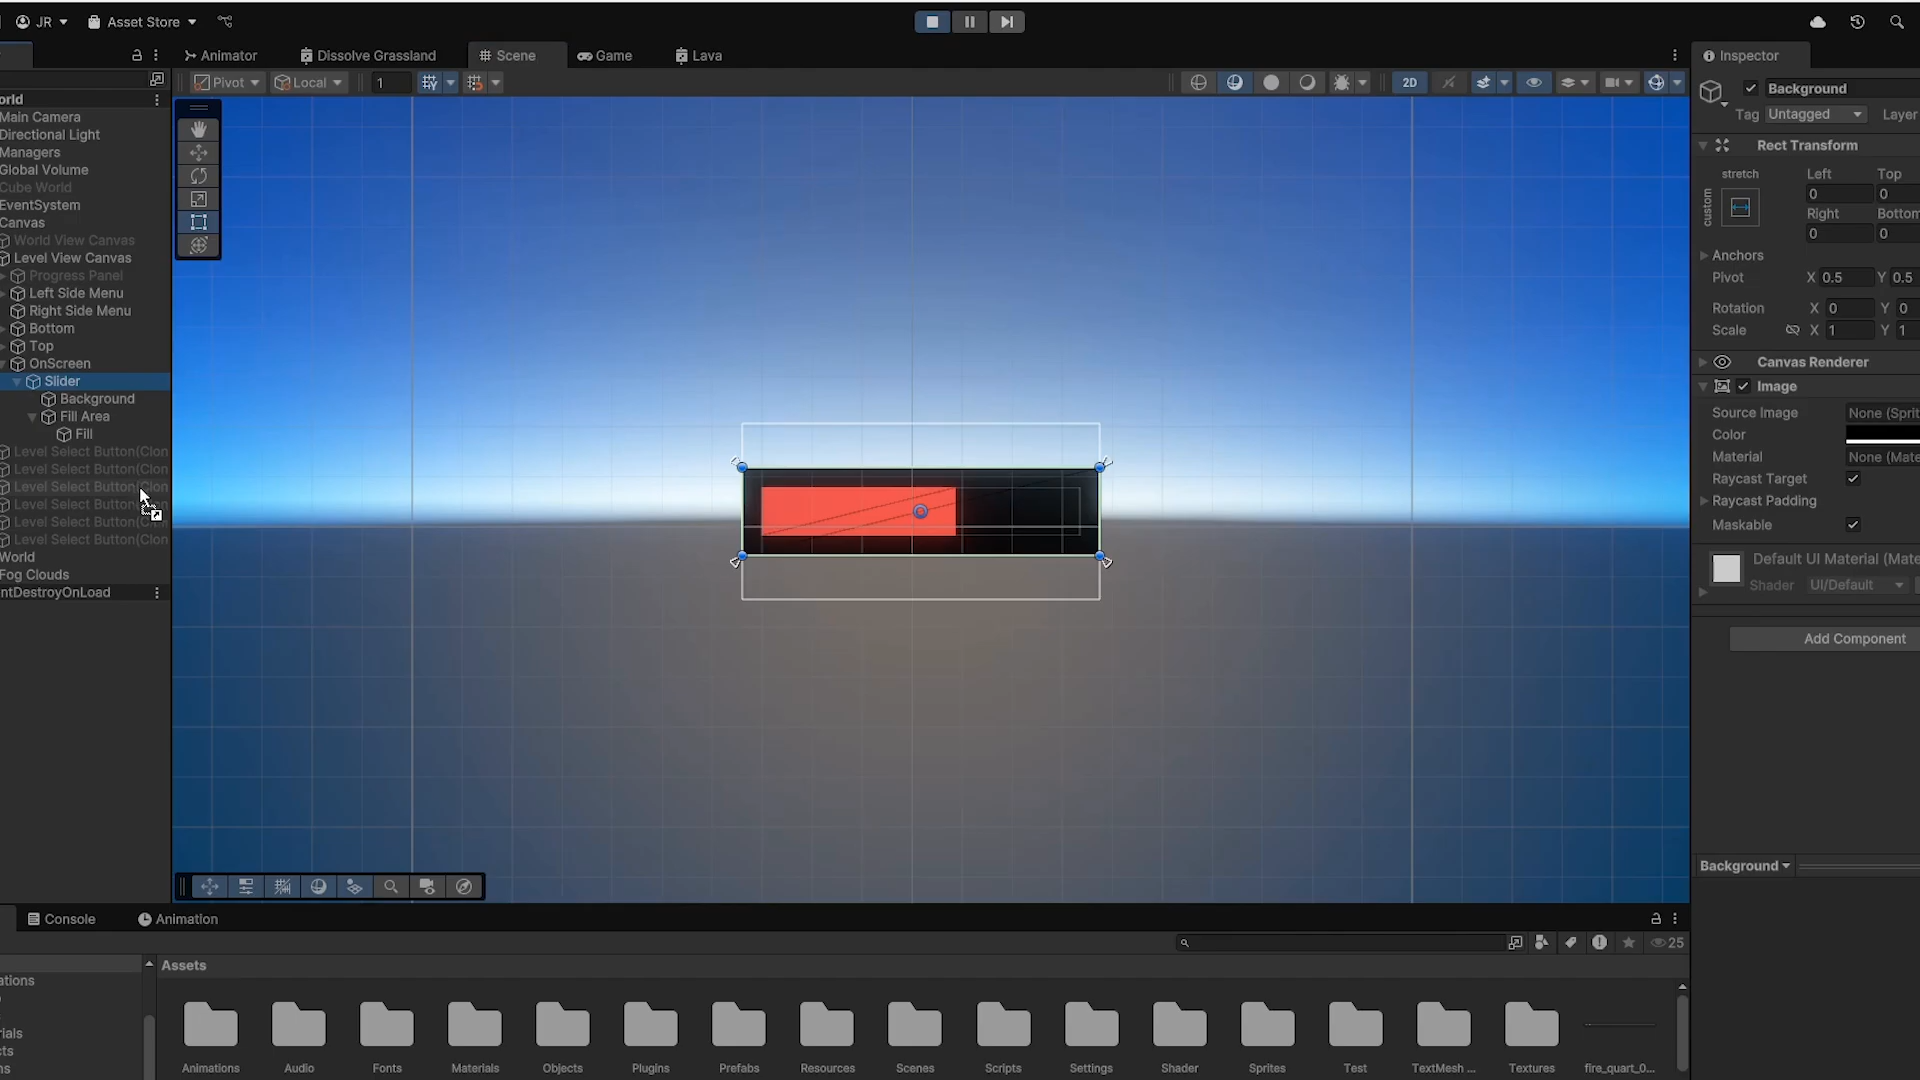 JR Asset Store
Animator Dissolve Grassland Scene Game Lava Inspector
Pivot Local 1 2D
Background
Tag Untagged Layer
orld
Main Camera
Directional Light
Managers
Global Volume
Cube World
EventSystem
Canvas
World View Canvas
Level View Canvas
Progress Panel
Left Side Menu
Right Side Menu
Bottom
Top
OnScreen
Slider
Background
Fill Area
Fill
Level Select Button(Clon
Level Select Button(Clon
Level Select Button(Clon
Level Select Button(Clon
Level Select Button(Clon
Level Select Button(Clon
World
Fog Clouds
ntDestroyOnLoad
Rect Transform
stretch Left Top
custom 0 0
Right Bottom
0 0
Anchors
Pivot X 0.5 Y 0.5
Rotation X 0 Y 0
Scale X 1 Y 1
Canvas Renderer
Image
Source Image None (Sprit
Color
Material None (Mate
Raycast Target
Raycast Padding
Maskable
Default UI Material (Mate
Shader UI/Default
Add Component
Background
Console Animation
25
Assets
ations
rials
cts
ns
Animations Audio Fonts Materials Objects Plugins Prefabs Resources Scenes Scripts Settings Shader Sprites Test TextMesh ... Textures fire_quart_0...